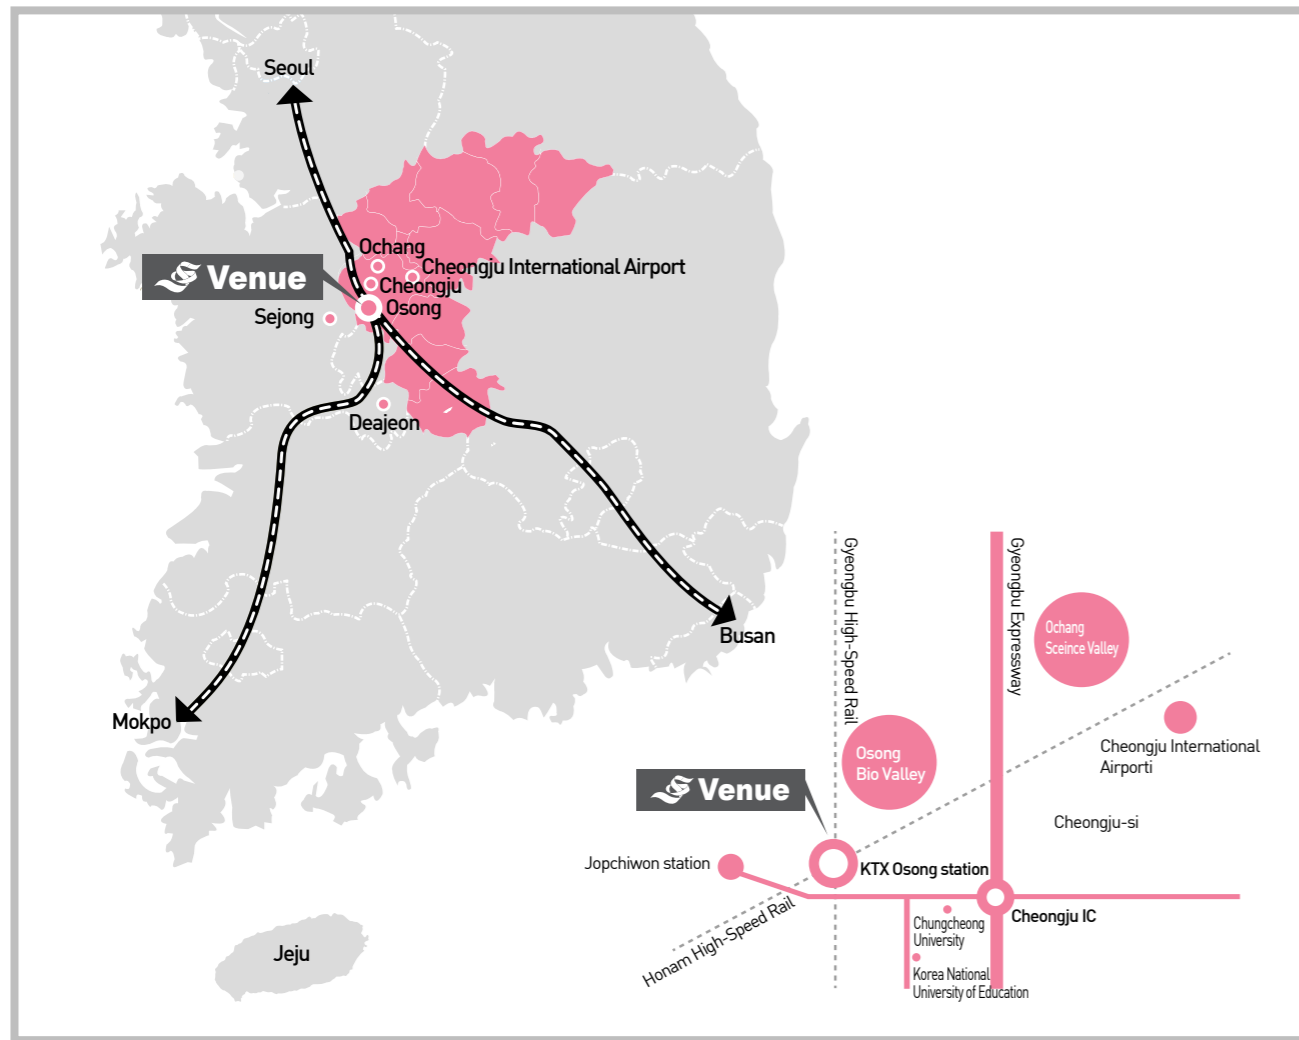 Seoul
Ochang
Cheongju International Airport
Venue
Cheongju
Osong
Sejong
Deajeon
Busan
Mokpo
Jeju
Gyeongbu High-Speed Rail
Gyeongbu Expressway
Ochang
Sceince Valley
Osong
Bio Valley
Cheongju International
Airporti
Venue
Cheongju-si
Jopchiwon station
KTX Osong station
Honam High-Speed Rail
Cheongju IC
Chungcheong
University
Korea National
University of Education